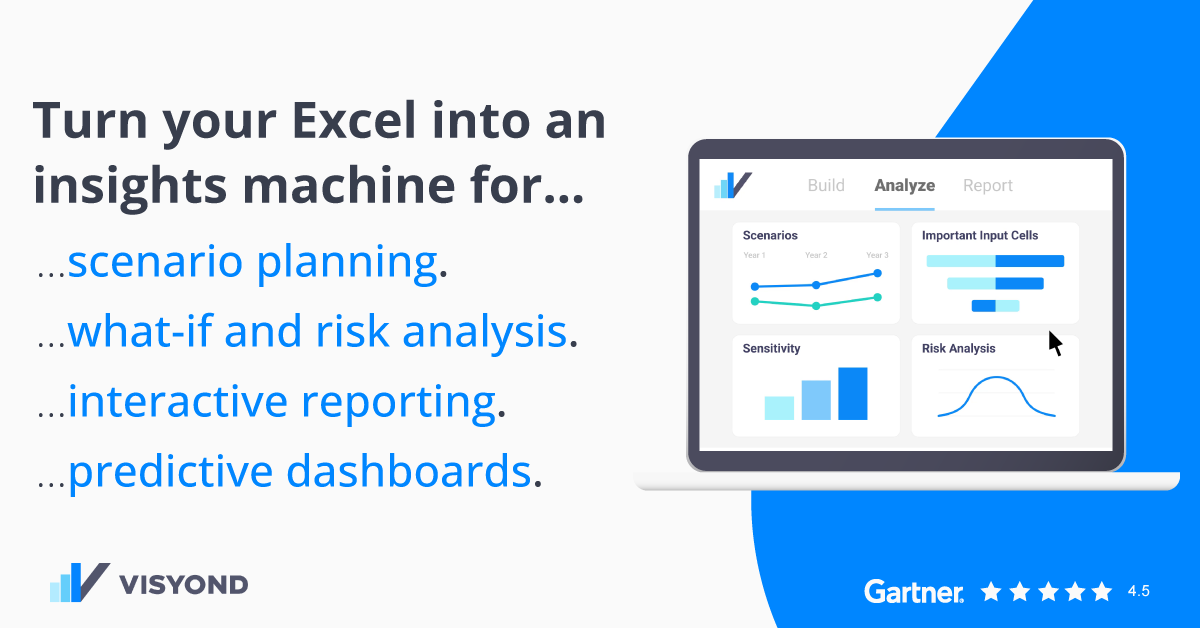 Turn your Excel into an
insights machine for...
...scenario planning.
...what-if and risk analysis.
...interactive reporting.
...predictive dashboards.
VISYOND
Build Analyze Report
Scenarios
Year 1 Year 2 Year 3
Important Input Cells
Sensitivity
Risk Analysis
Gartner. 4.5